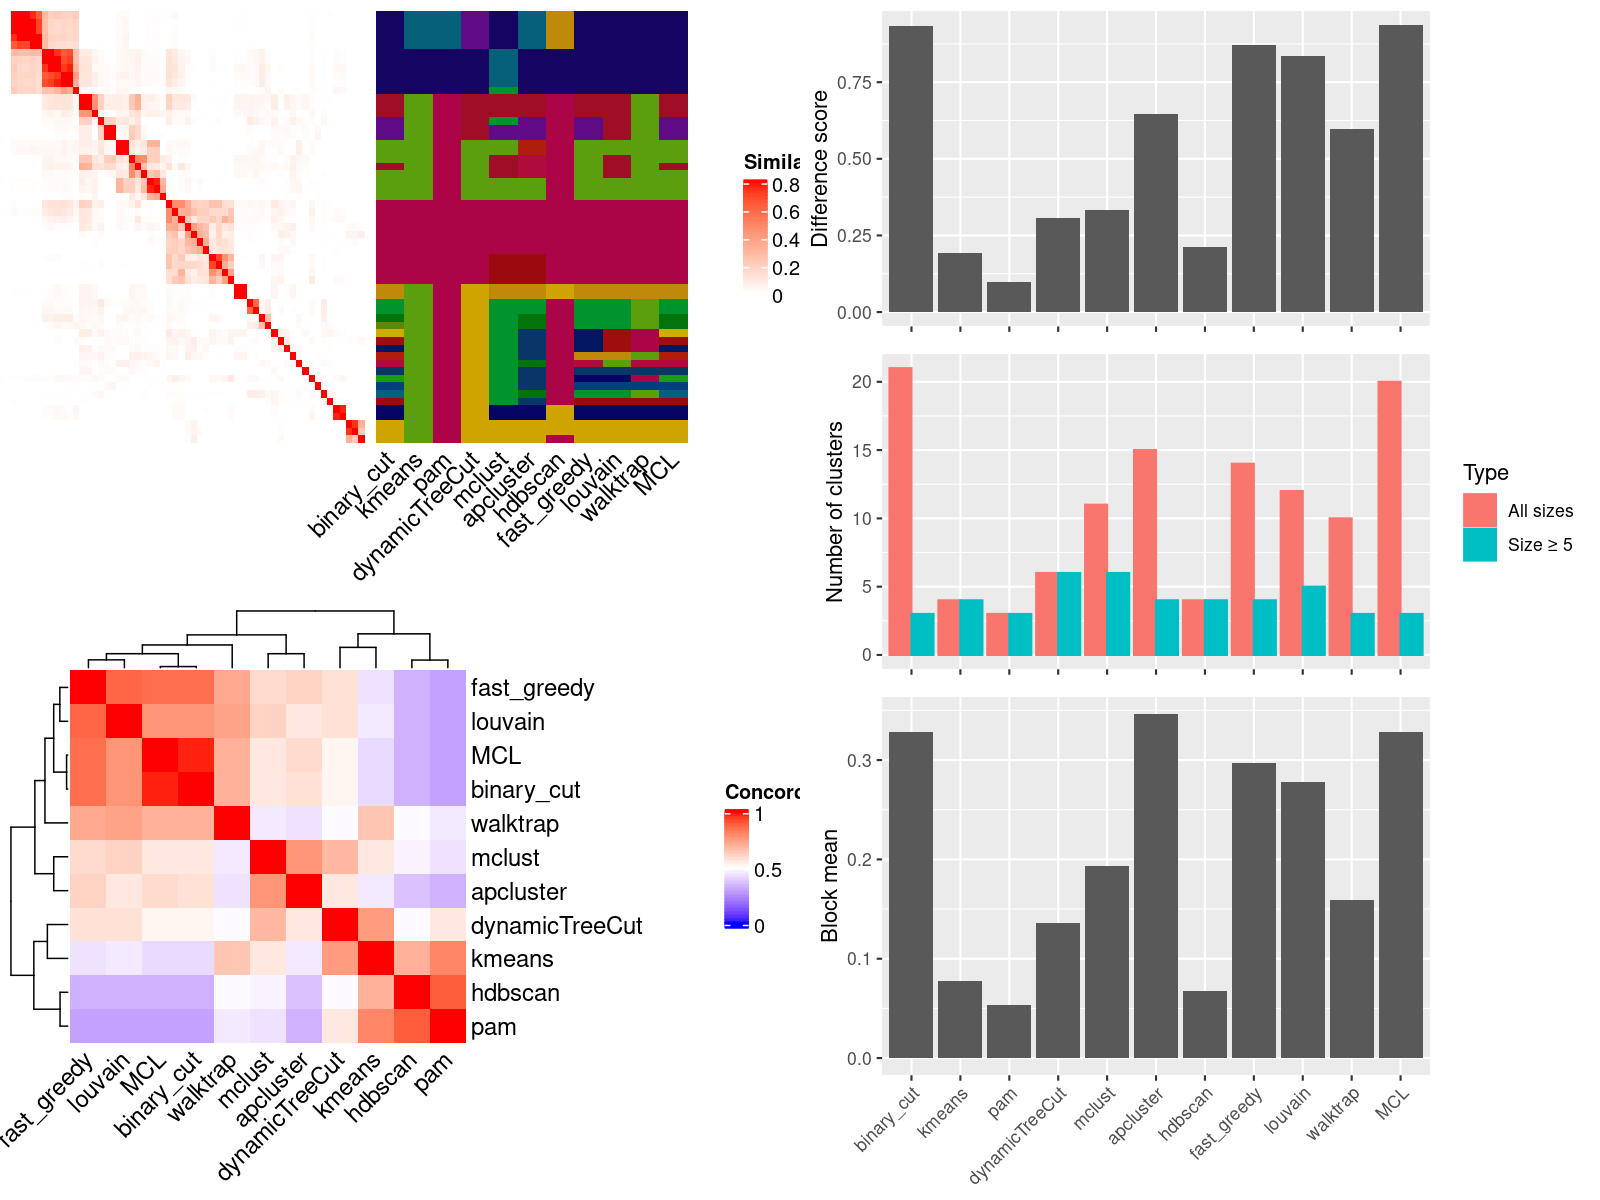 Simila
0.8
0.6
0.4
0.2
0
binary_cut
kmeans
pam
dynamicTreeCut
mclust
apcluster
hdbscan
fast_greedy
louvain
walktrap
MCL
Difference score
0.75
0.50
0.25
0.00
Number of clusters
20
15
10
5
0
Type
All sizes
Size ≥ 5
fast_greedy
louvain
MCL
binary_cut
walktrap
mclust
apcluster
dynamicTreeCut
kmeans
hdbscan
pam
Concord
1
0.5
0
fast_greedy
louvain
MCL
binary_cut
walktrap
mclust
apcluster
dynamicTreeCut
kmeans
hdbscan
pam
Block mean
0.3
0.2
0.1
0.0
binary_cut
kmeans
pam
dynamicTreeCut
mclust
apcluster
hdbscan
fast_greedy
louvain
walktrap
MCL